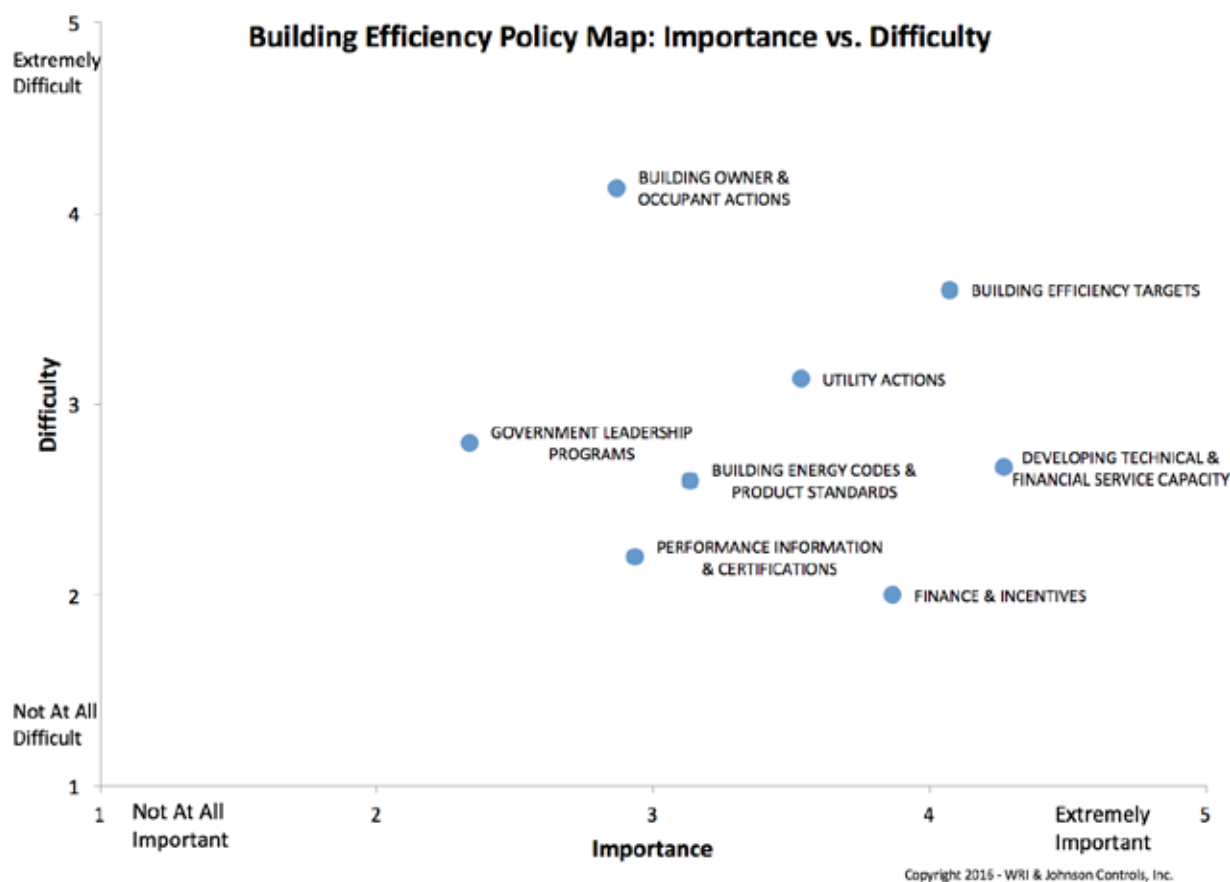 Building Efficiency Policy Map: Importance vs. Difficulty
5
Extremely
Difficult
BUILDING OWNER &
OCCUPANT ACTIONS
4
BUILDING EFFICIENCY TARGETS
UTILITY ACTIONS
3
Difficulty
GOVERNMENT LEADERSHIP
PROGRAMS
DEVELOPING TECHNICAL &
FINANCIAL SERVICE CAPACITY
BUILDING ENERGY CODES &
PRODUCT STANDARDS
PERFORMANCE INFORMATION
& CERTIFICATIONS
2
FINANCE & INCENTIVES
Not At All
Difficult
1
1
2
3
4
5
Not At All
Important
Extremely
Important
Importance
Copyright 2016 - WRI & Johnson Controls, Inc.